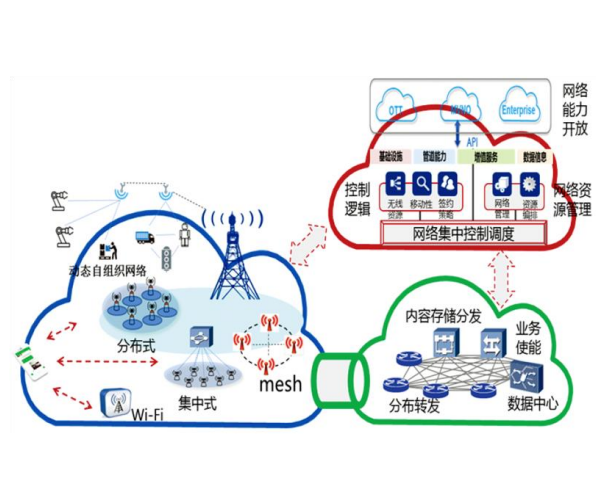 OTT
MVNO
Enterprise
网络
能力
开放
API
基础设施
管道能力
增值服务
数据信息
控制
逻辑
无线
资源
移动性
签约
策略
网络
管理
资源
编排
网络资
源管理
网络集中控制调度
动态自组织网络
分布式
集中式
mesh
Wi-Fi
内容存储分发
业务
使能
分布转发
数据中心